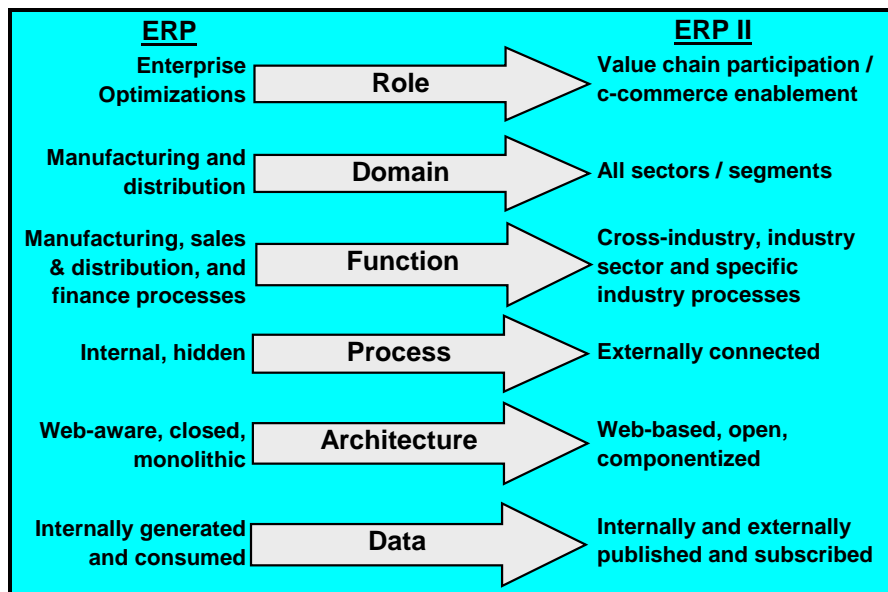 ERP
ERP II
Enterprise
Optimizations
Role
Value chain participation /
c-commerce enablement
Manufacturing and
distribution
Domain
All sectors / segments
Manufacturing, sales
& distribution, and
finance processes
Function
Cross-industry, industry
sector and specific
industry processes
Internal, hidden
Process
Externally connected
Web-aware, closed,
monolithic
Architecture
Web-based, open,
componentized
Internally generated
and consumed
Data
Internally and externally
published and subscribed